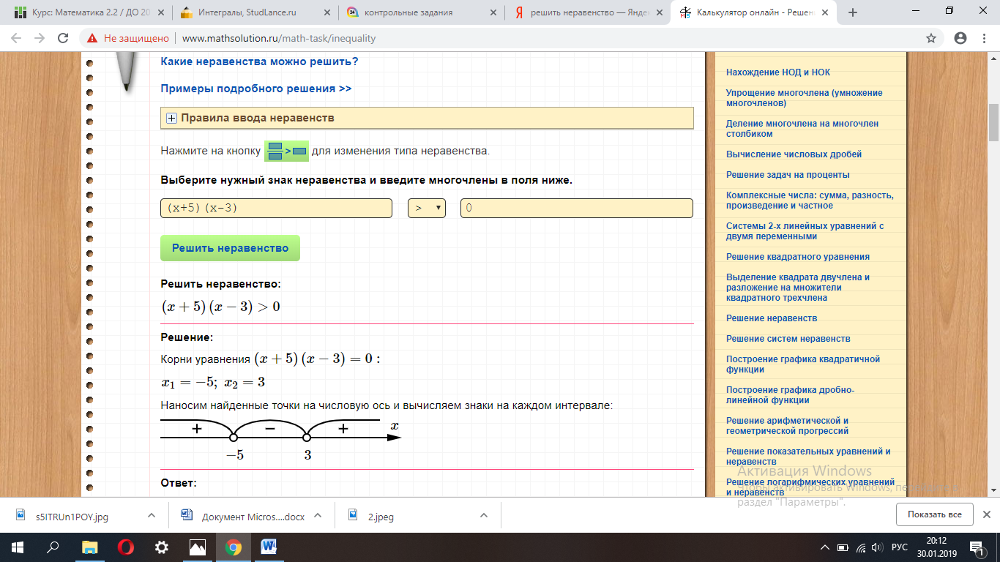 Курс: Математика 2.2 / ДО 20
Интегралы, StudLance.ru
контрольные задания
решить неравенство — Янде
Калькулятор онлайн - Решен
Не защищено
www.mathsolution.ru/math-task/inequality
Какие неравенства можно решить?
Примеры подробного решения >>
+ Правила ввода неравенств
Нажмите на кнопку > для изменения типа неравенства.
Выберите нужный знак неравенства и введите многочлены в поля ниже.
(x+5)(x-3) > 0
Решить неравенство
Решить неравенство:
(x + 5)(x − 3) > 0
Решение:
Корни уравнения (x + 5)(x − 3) = 0 :
x₁ = −5; x₂ = 3
Наносим найденные точки на числовую ось и вычисляем знаки на каждом интервале:
+ − + x
−5 3
Ответ:
Нахождение НОД и НОК
Упрощение многочлена (умножение
многочленов)
Деление многочлена на многочлен
столбиком
Вычисление числовых дробей
Решение задач на проценты
Комплексные числа: сумма, разность,
произведение и частное
Системы 2-х линейных уравнений с
двумя переменными
Решение квадратного уравнения
Выделение квадрата двучлена и
разложение на множители
квадратного трехчлена
Решение неравенств
Решение систем неравенств
Построение графика квадратичной
функции
Построение графика дробно-
линейной функции
Решение арифметической и
геометрической прогрессий
Решение показательных уравнений и
неравенств
Решение логарифмических уравнений
и неравенств
Активация Windows
Чтобы активировать Windows, перейдите в
раздел "Параметры".
s5ITRUn1POY.jpg
Документ Micros....docx
2.jpeg
Показать все
РУС
20:12
30.01.2019
1